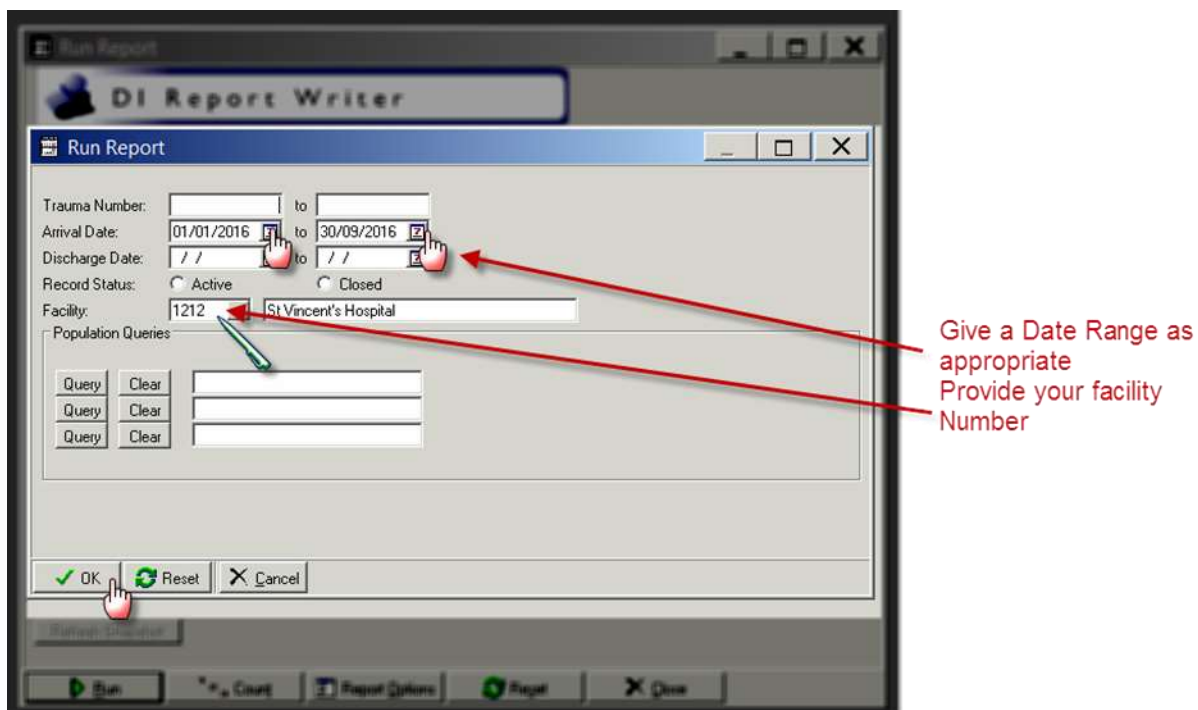 Run Report
DI Report Writer
Run Report
Trauma Number: to
Arrival Date: 01/01/2016 to 30/09/2016
Discharge Date: / / to / /
Record Status: Active Closed
Facility: 1212 St Vincent's Hospital
Population Queries
Query Clear
Query Clear
Query Clear
OK Reset Cancel
Run Count Report Options Reset Close
Give a Date Range as
appropriate
Provide your facility
Number